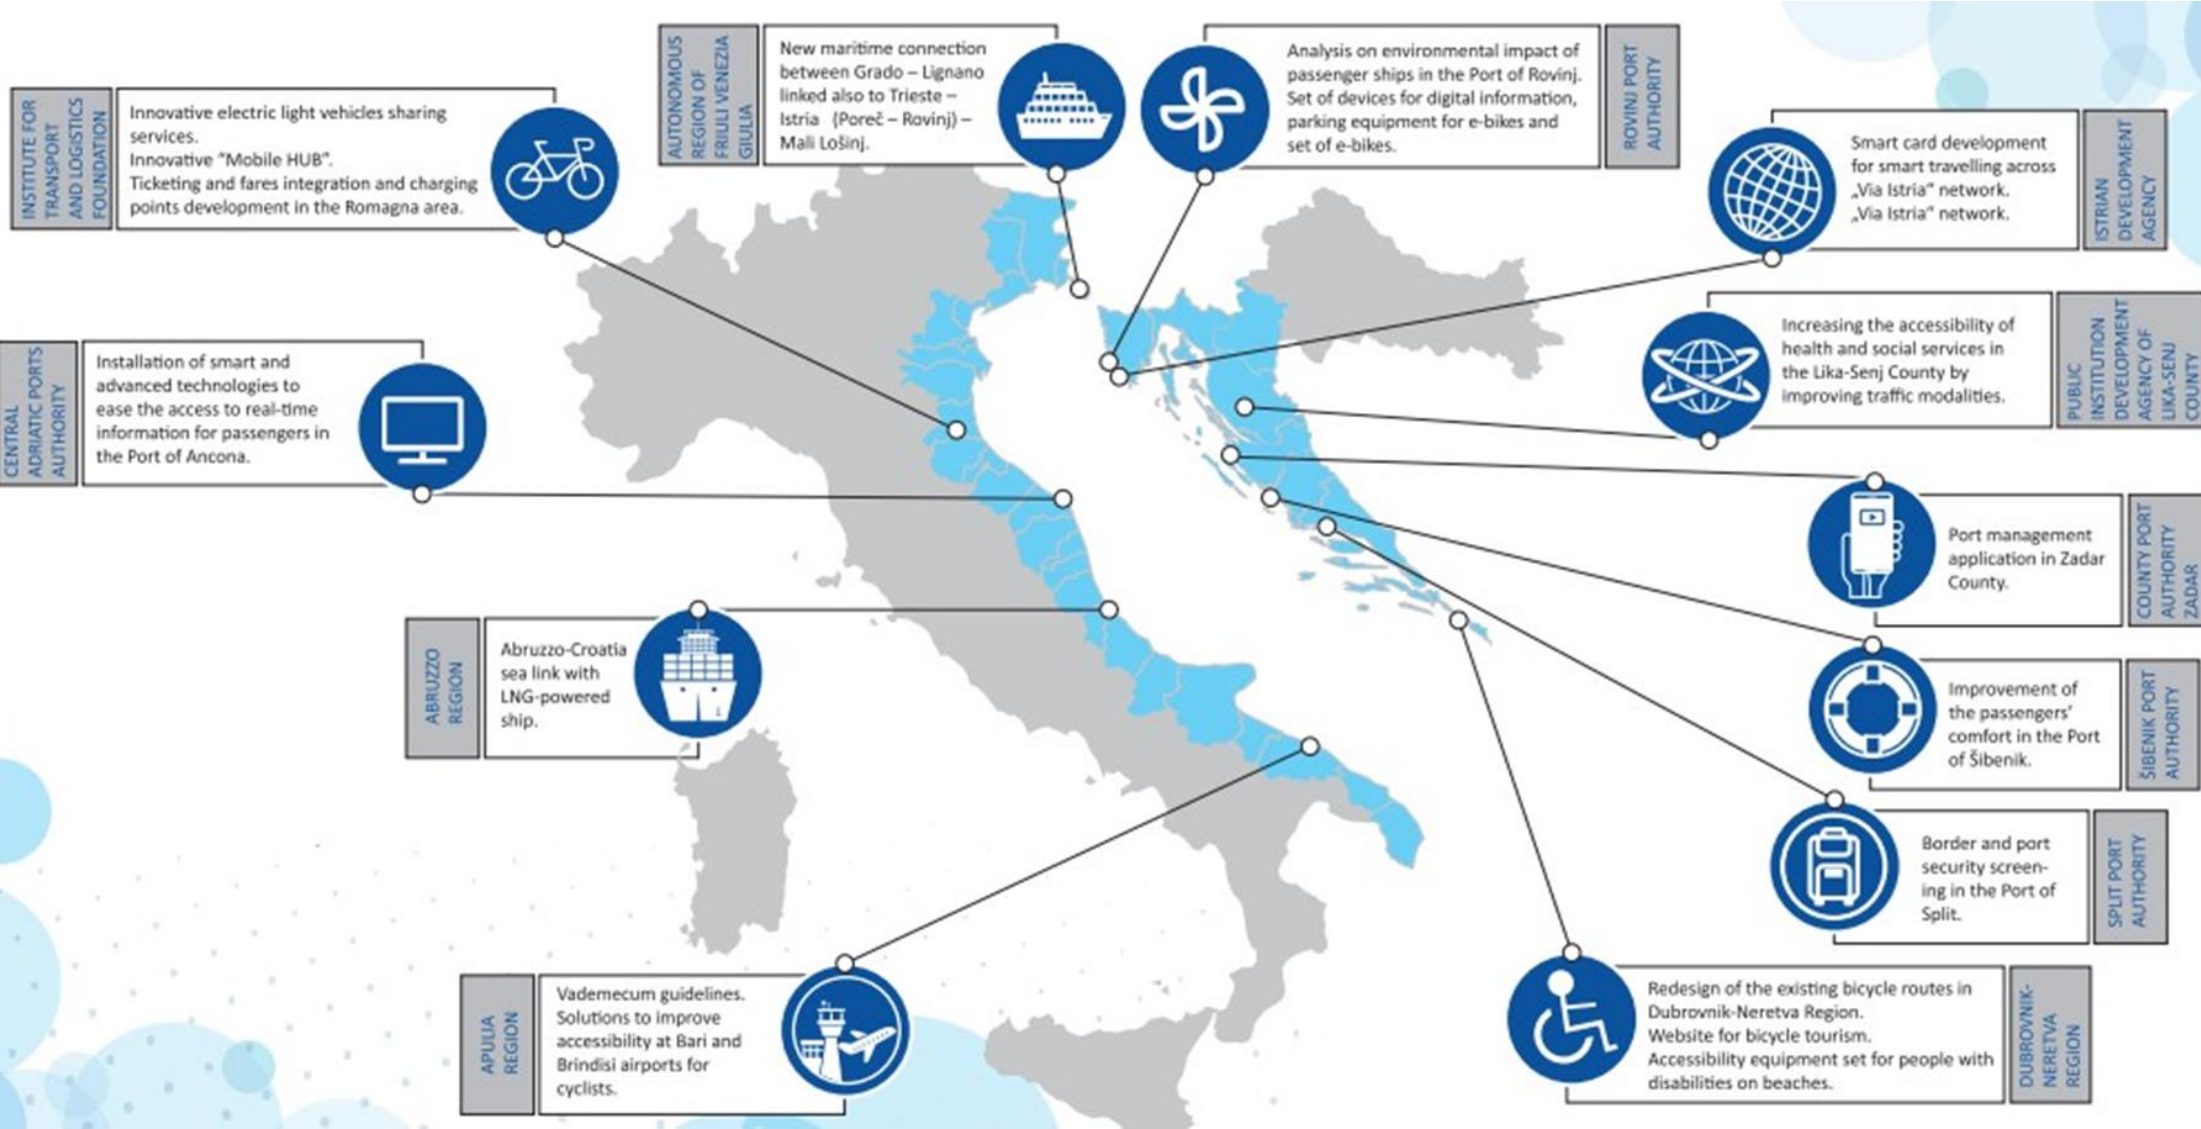 INSTITUTE FOR
TRANSPORT
AND LOGISTICS
FOUNDATION
Innovative electric light vehicles sharing
services.
Innovative "Mobile HUB".
Ticketing and fares integration and charging
points development in the Romagna area.
AUTONOMOUS
REGION OF
FRIULI VENEZIA
GIULIA
New maritime connection
between Grado – Lignano
linked also to Trieste –
Istria (Poreč – Rovinj) –
Mali Lošinj.
Analysis on environmental impact of
passenger ships in the Port of Rovinj.
Set of devices for digital information,
parking equipment for e-bikes and
set of e-bikes.
ROVINJ PORT
AUTHORITY
Smart card development
for smart travelling across
„Via Istria" network.
„Via Istria" network.
ISTRIAN
DEVELOPMENT
AGENCY
CENTRAL
ADRIATIC PORTS
AUTHORITY
Installation of smart and
advanced technologies to
ease the access to real-time
information for passengers in
the Port of Ancona.
Increasing the accessibility of
health and social services in
the Lika-Senj County by
improving traffic modalities.
PUBLIC
INSTITUTION
DEVELOPMENT
AGENCY OF
LIKA-SENJ
COUNTY
Port management
application in Zadar
County.
COUNTY PORT
AUTHORITY
ZADAR
ABRUZZO
REGION
Abruzzo-Croatia
sea link with
LNG-powered
ship.
Improvement of
the passengers'
comfort in the Port
of Šibenik.
ŠIBENIK PORT
AUTHORITY
Border and port
security screen-
ing in the Port of
Split.
SPLIT PORT
AUTHORITY
APULIA
REGION
Vademecum guidelines.
Solutions to improve
accessibility at Bari and
Brindisi airports for
cyclists.
Redesign of the existing bicycle routes in
Dubrovnik-Neretva Region.
Website for bicycle tourism.
Accessibility equipment set for people with
disabilities on beaches.
DUBROVNIK-
NERETVA
REGION